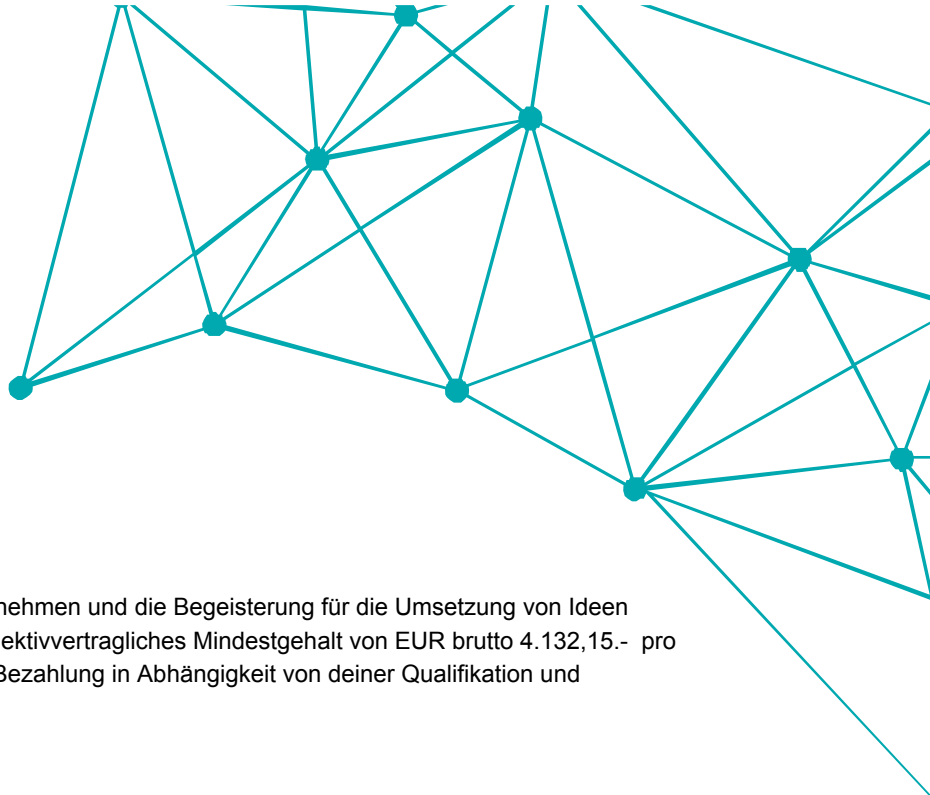 nehmen und die Begeisterung für die Umsetzung von Ideen
ektivvertragliches Mindestgehalt von EUR brutto 4.132,15.- pro
Bezahlung in Abhängigkeit von deiner Qualifikation und